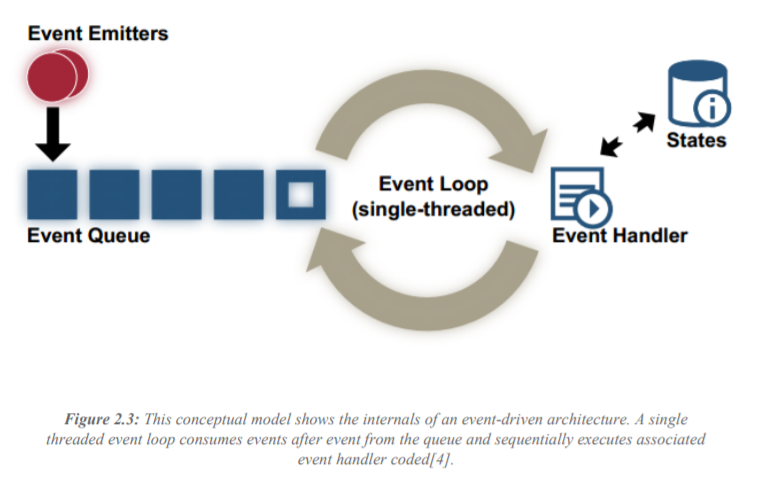 Event Emitters
States
Event Loop
(single-threaded)
Event Queue
Event Handler
Figure 2.3: This conceptual model shows the internals of an event-driven architecture. A single
threaded event loop consumes events after event from the queue and sequentially executes associated
event handler coded[4].